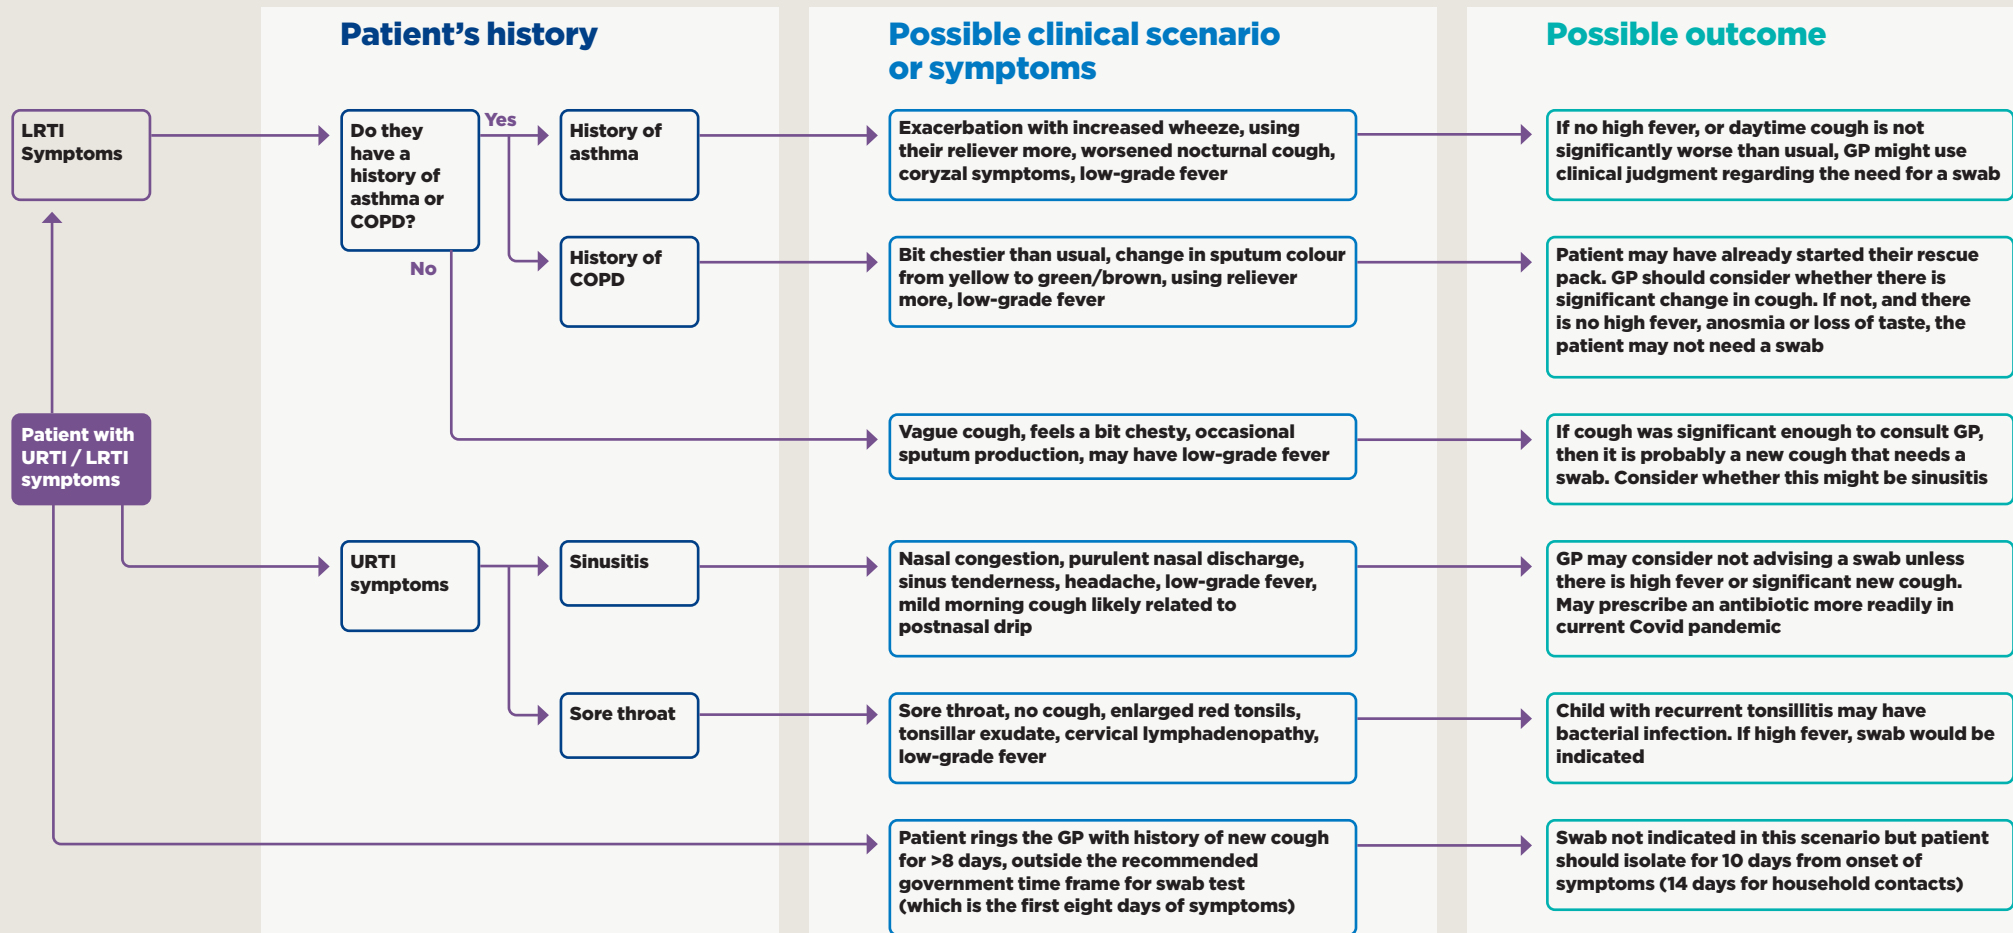 Patient’s history
Possible clinical scenario
or symptoms
Possible outcome
LRTI
Symptoms
Do they
have a
history of
asthma or
COPD?
Yes
No
History of
asthma
Exacerbation with increased wheeze, using
their reliever more, worsened nocturnal cough,
coryzal symptoms, low-grade fever
If no high fever, or daytime cough is not
significantly worse than usual, GP might use
clinical judgment regarding the need for a swab
History of
COPD
Bit chestier than usual, change in sputum colour
from yellow to green/brown, using reliever
more, low-grade fever
Patient may have already started their rescue
pack. GP should consider whether there is
significant change in cough. If not, and there
is no high fever, anosmia or loss of taste, the
patient may not need a swab
Patient with
URTI / LRTI
symptoms
Vague cough, feels a bit chesty, occasional
sputum production, may have low-grade fever
If cough was significant enough to consult GP,
then it is probably a new cough that needs a
swab. Consider whether this might be sinusitis
URTI
symptoms
Sinusitis
Nasal congestion, purulent nasal discharge,
sinus tenderness, headache, low-grade fever,
mild morning cough likely related to
postnasal drip
GP may consider not advising a swab unless
there is high fever or significant new cough.
May prescribe an antibiotic more readily in
current Covid pandemic
Sore throat
Sore throat, no cough, enlarged red tonsils,
tonsillar exudate, cervical lymphadenopathy,
low-grade fever
Child with recurrent tonsillitis may have
bacterial infection. If high fever, swab would be
indicated
Patient rings the GP with history of new cough
for >8 days, outside the recommended
government time frame for swab test
(which is the first eight days of symptoms)
Swab not indicated in this scenario but patient
should isolate for 10 days from onset of
symptoms (14 days for household contacts)